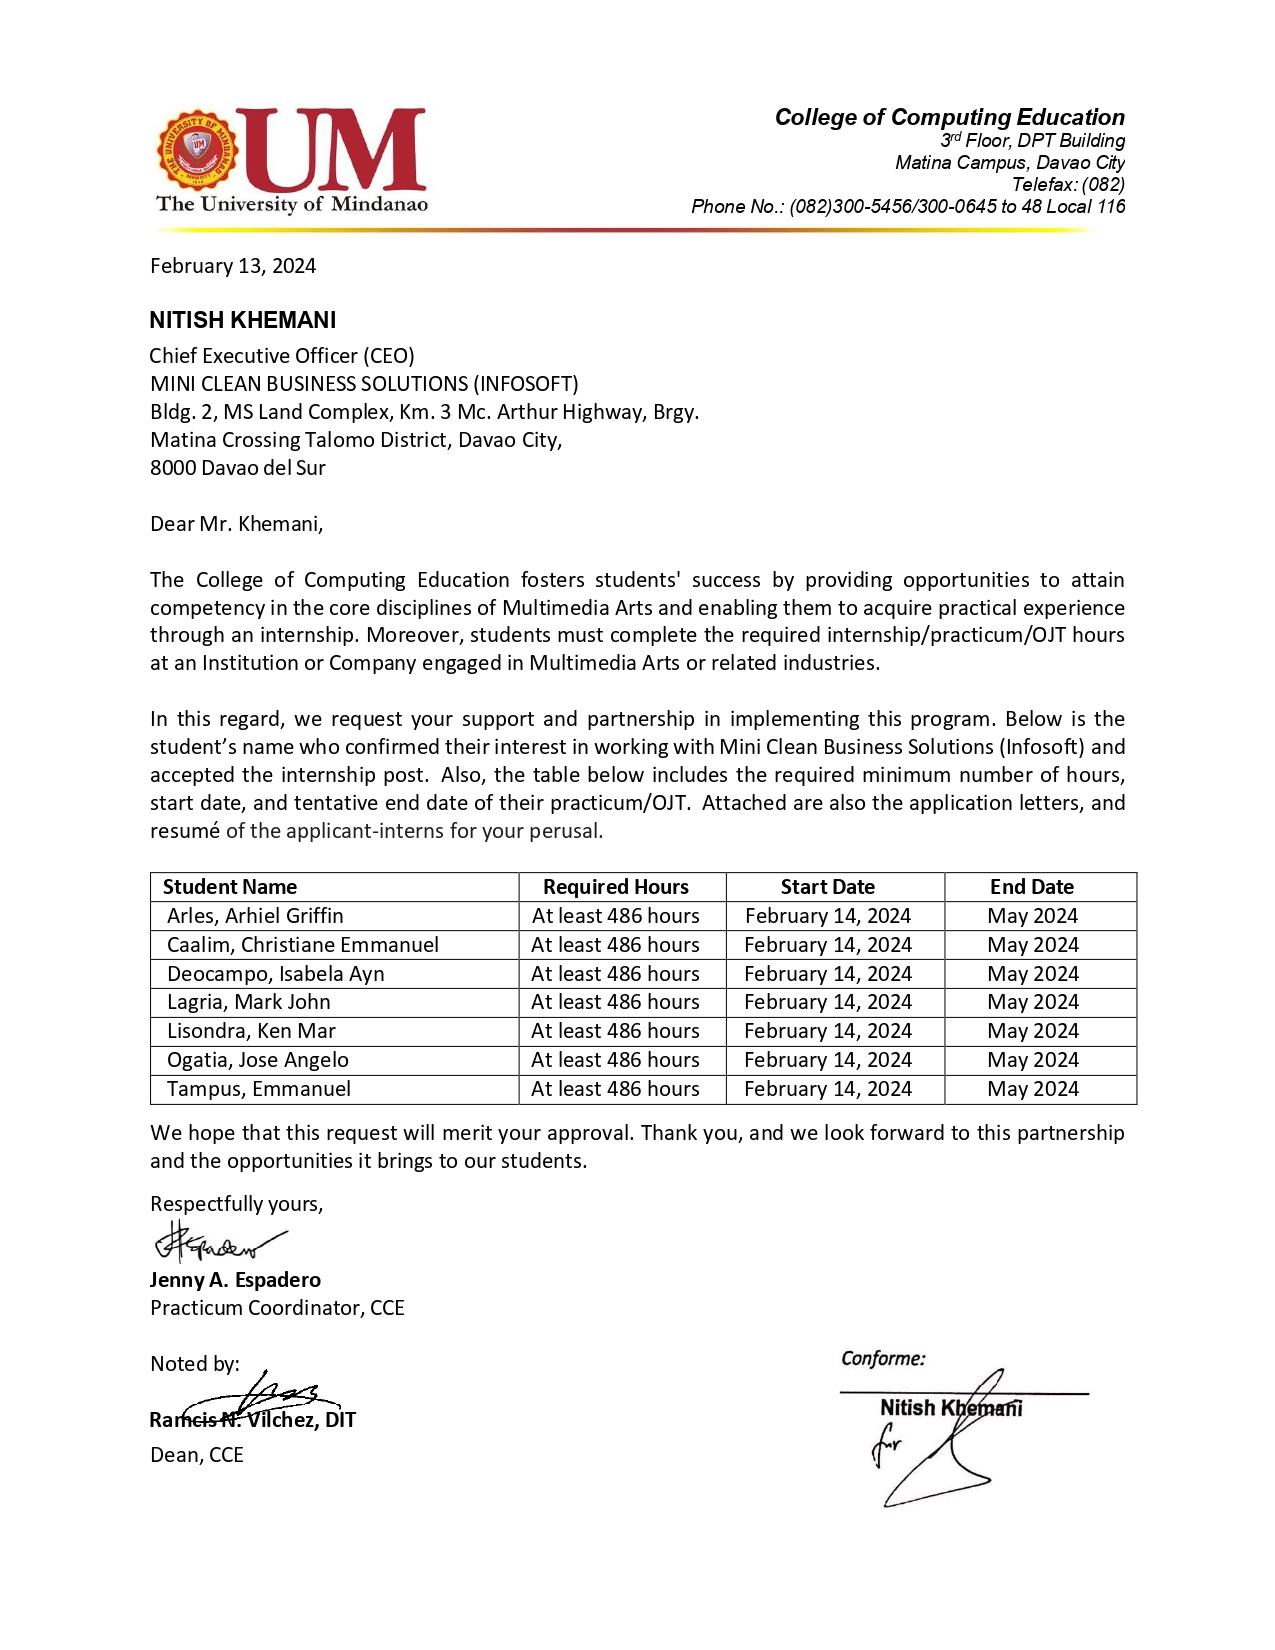 UM
The University of Mindanao
College of Computing Education
3rd Floor, DPT Building
Matina Campus, Davao City
Telefax: (082)
Phone No.: (082)300-5456/300-0645 to 48 Local 116
February 13, 2024
NITISH KHEMANI
Chief Executive Officer (CEO)
MINI CLEAN BUSINESS SOLUTIONS (INFOSOFT)
Bldg. 2, MS Land Complex, Km. 3 Mc. Arthur Highway, Brgy.
Matina Crossing Talomo District, Davao City,
8000 Davao del Sur
Dear Mr. Khemani,
The College of Computing Education fosters students' success by providing opportunities to attain
competency in the core disciplines of Multimedia Arts and enabling them to acquire practical experience
through an internship. Moreover, students must complete the required internship/practicum/OJT hours
at an Institution or Company engaged in Multimedia Arts or related industries.
In this regard, we request your support and partnership in implementing this program. Below is the
student’s name who confirmed their interest in working with Mini Clean Business Solutions (Infosoft) and
accepted the internship post. Also, the table below includes the required minimum number of hours,
start date, and tentative end date of their practicum/OJT. Attached are also the application letters, and
resumé of the applicant-interns for your perusal.
Student Name Required Hours Start Date End Date
Arles, Arhiel Griffin At least 486 hours February 14, 2024 May 2024
Caalim, Christiane Emmanuel At least 486 hours February 14, 2024 May 2024
Deocampo, Isabela Ayn At least 486 hours February 14, 2024 May 2024
Lagria, Mark John At least 486 hours February 14, 2024 May 2024
Lisondra, Ken Mar At least 486 hours February 14, 2024 May 2024
Ogatia, Jose Angelo At least 486 hours February 14, 2024 May 2024
Tampus, Emmanuel At least 486 hours February 14, 2024 May 2024
We hope that this request will merit your approval. Thank you, and we look forward to this partnership
and the opportunities it brings to our students.
Respectfully yours,
Jenny A. Espadero
Practicum Coordinator, CCE
Noted by:
Ramcis N. Vilchez, DIT
Dean, CCE
Conforme:
Nitish Khemani
for